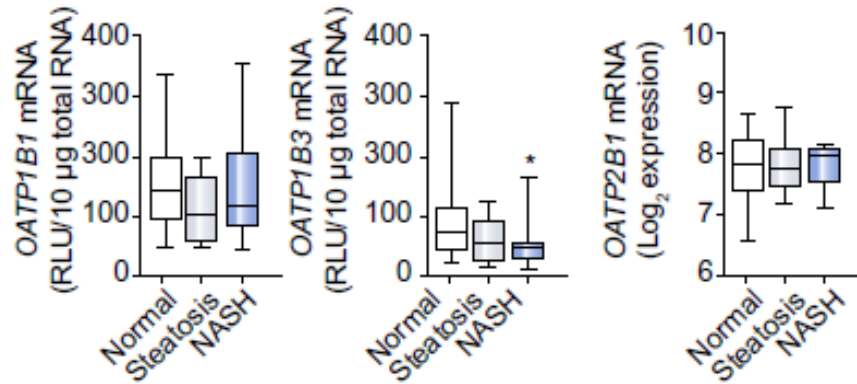 OATP1B1 mRNA
(RLU/10 µg total RNA)
400
300
300
100
0
Normal
Steatosis
NASH
OATP1B3 mRNA
(RLU/10 µg total RNA)
400
300
300
100
0
*
Normal
Steatosis
NASH
OATP2B1 mRNA
(Log₂ expression)
10
9
8
7
6
Normal
Steatosis
NASH